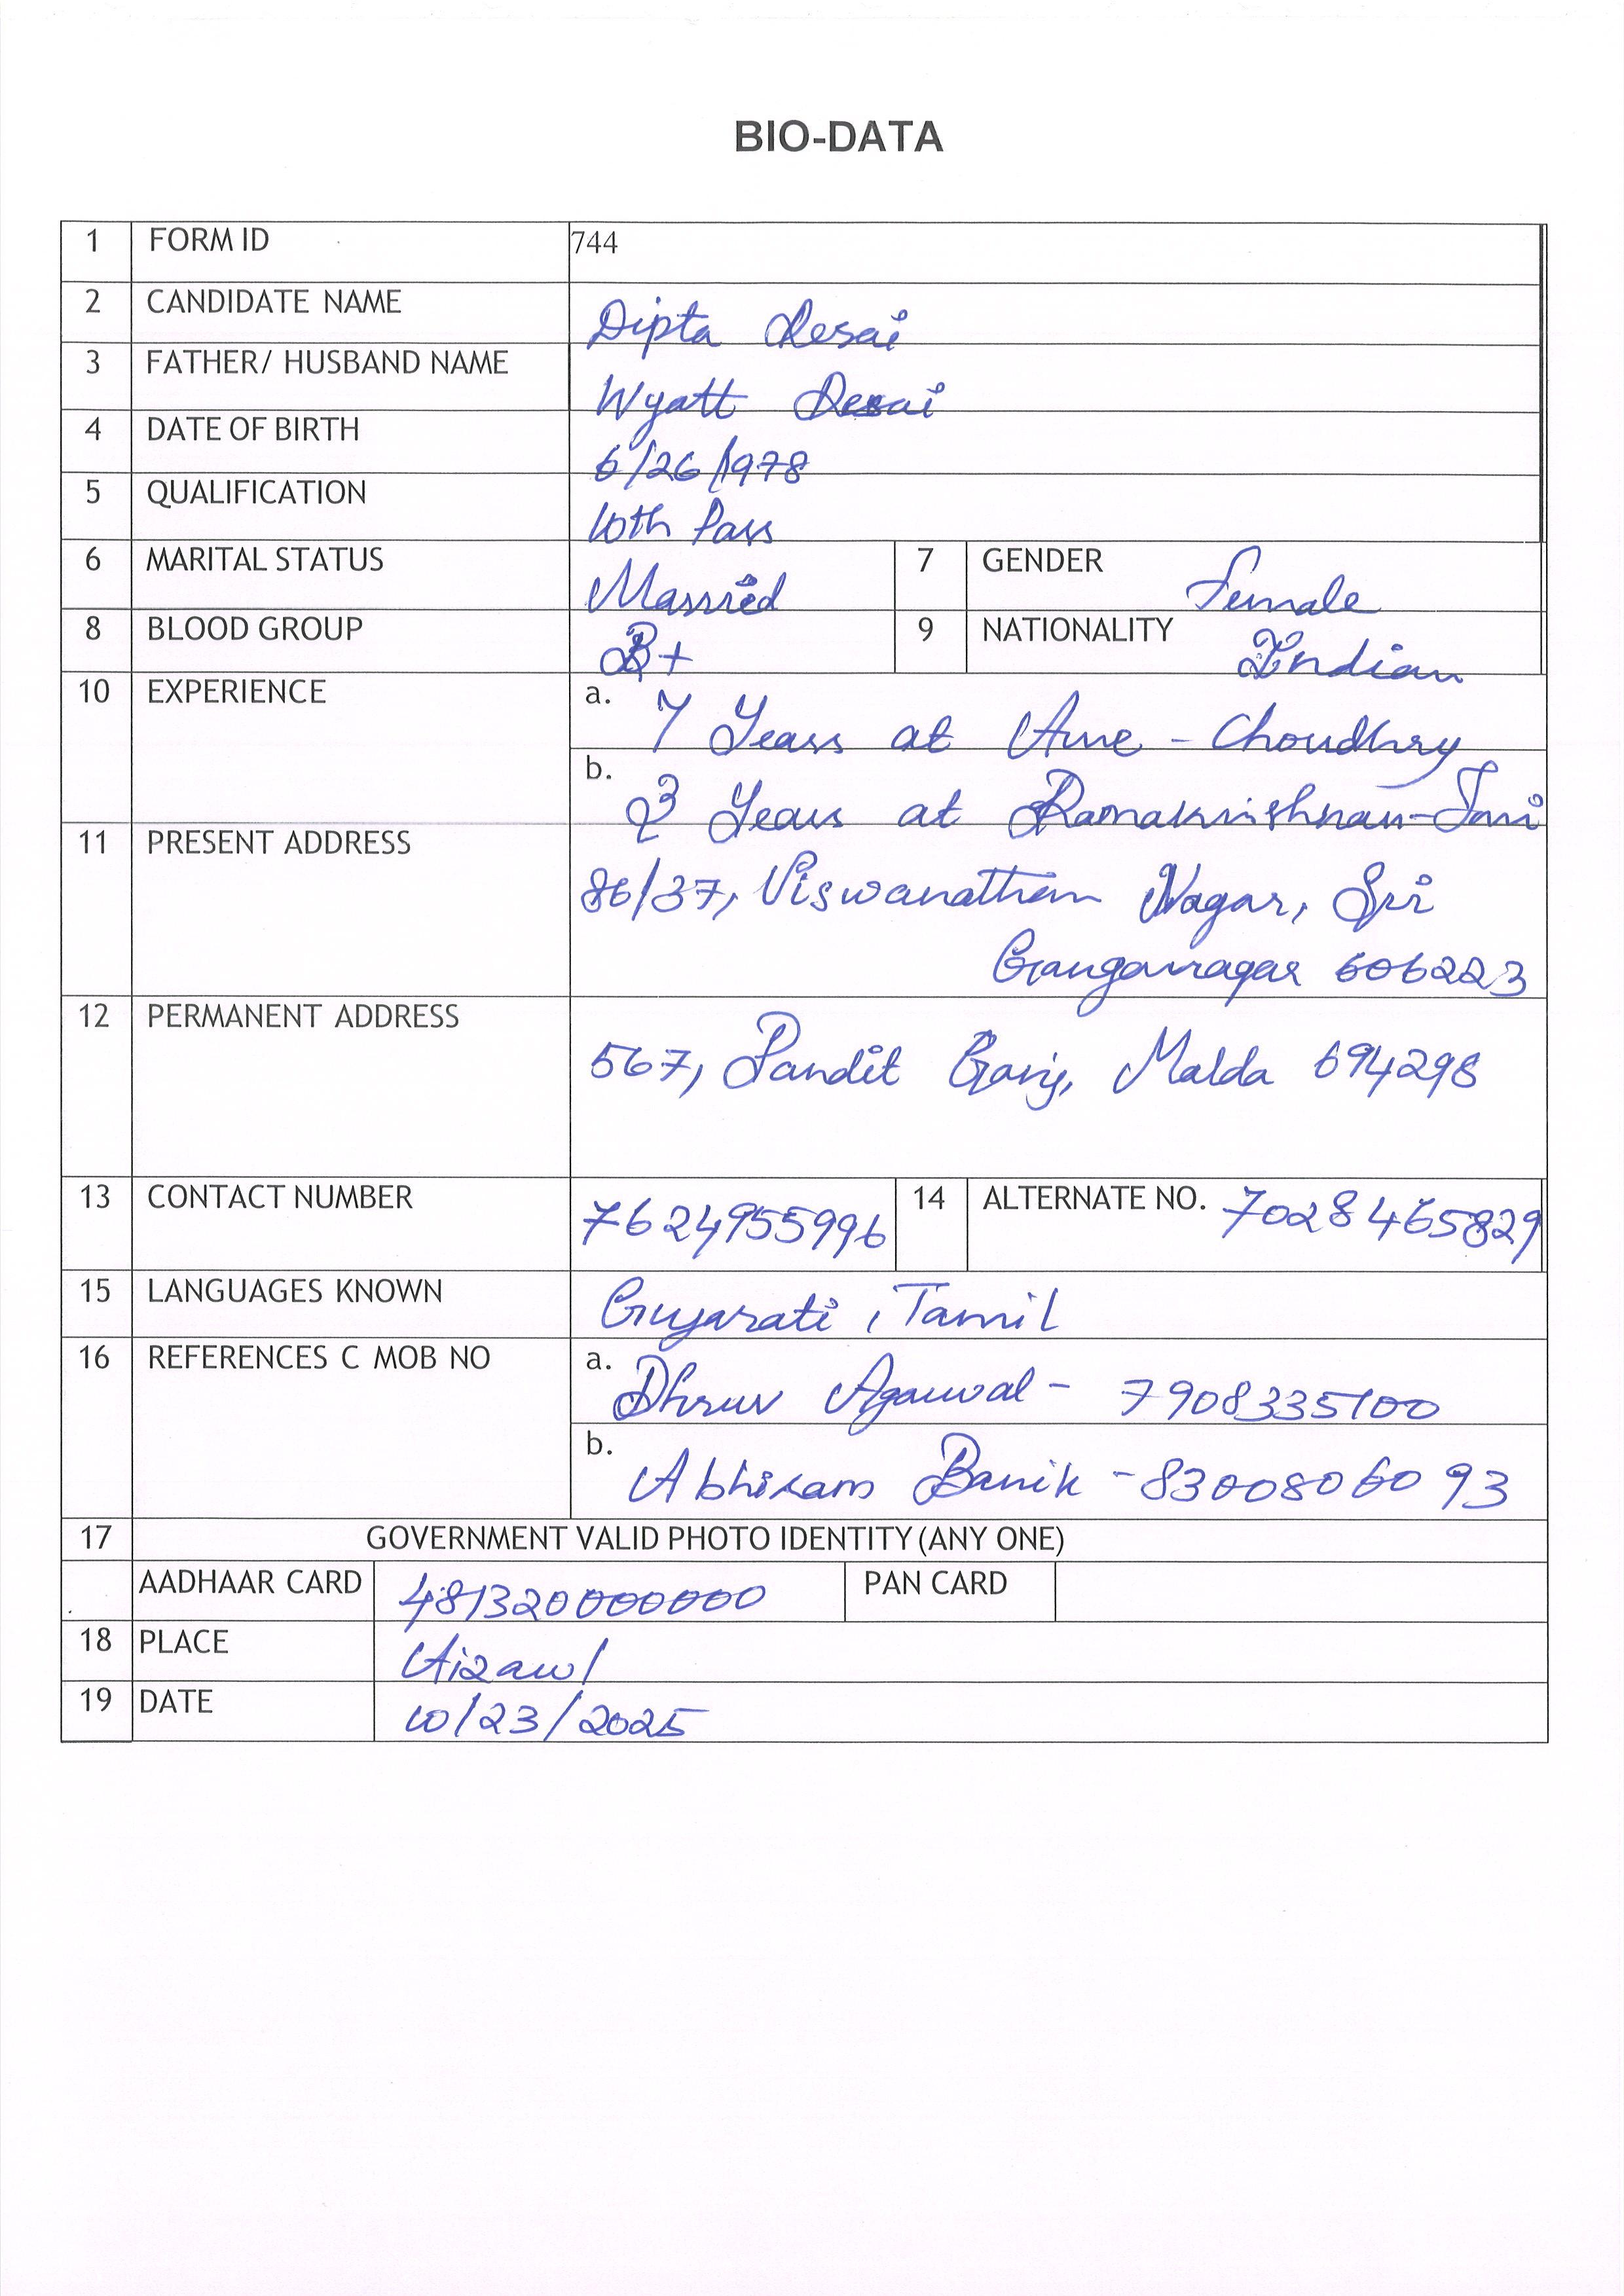 BIO-DATA
1 FORM ID 744
2 CANDIDATE NAME Dipta Desai
3 FATHER/ HUSBAND NAME Wyatt Desai
4 DATE OF BIRTH 6/26/1978
5 QUALIFICATION 10th Pass
6 MARITAL STATUS Married 7 GENDER Female
8 BLOOD GROUP B+ 9 NATIONALITY Indian
10 EXPERIENCE a. 7 Years at - Choudhry
b. Years at Ramakrishnan-
11 PRESENT ADDRESS 86/37, Viswanathan Nagar, Sri
Ganganagar 606223
12 PERMANENT ADDRESS 567, Pandit Malda 694298
13 CONTACT NUMBER 7624955996 14 ALTERNATE NO. 7028465829
15 LANGUAGES KNOWN Gujarati, Tamil
16 REFERENCES C MOB NO a. Dhruv Agarwal - 7908335100
b. Abhiram Banik - 8300806093
17 GOVERNMENT VALID PHOTO IDENTITY (ANY ONE)
AADHAAR CARD 481320000000 PAN CARD
18 PLACE Aizawl
19 DATE 10/23/2025